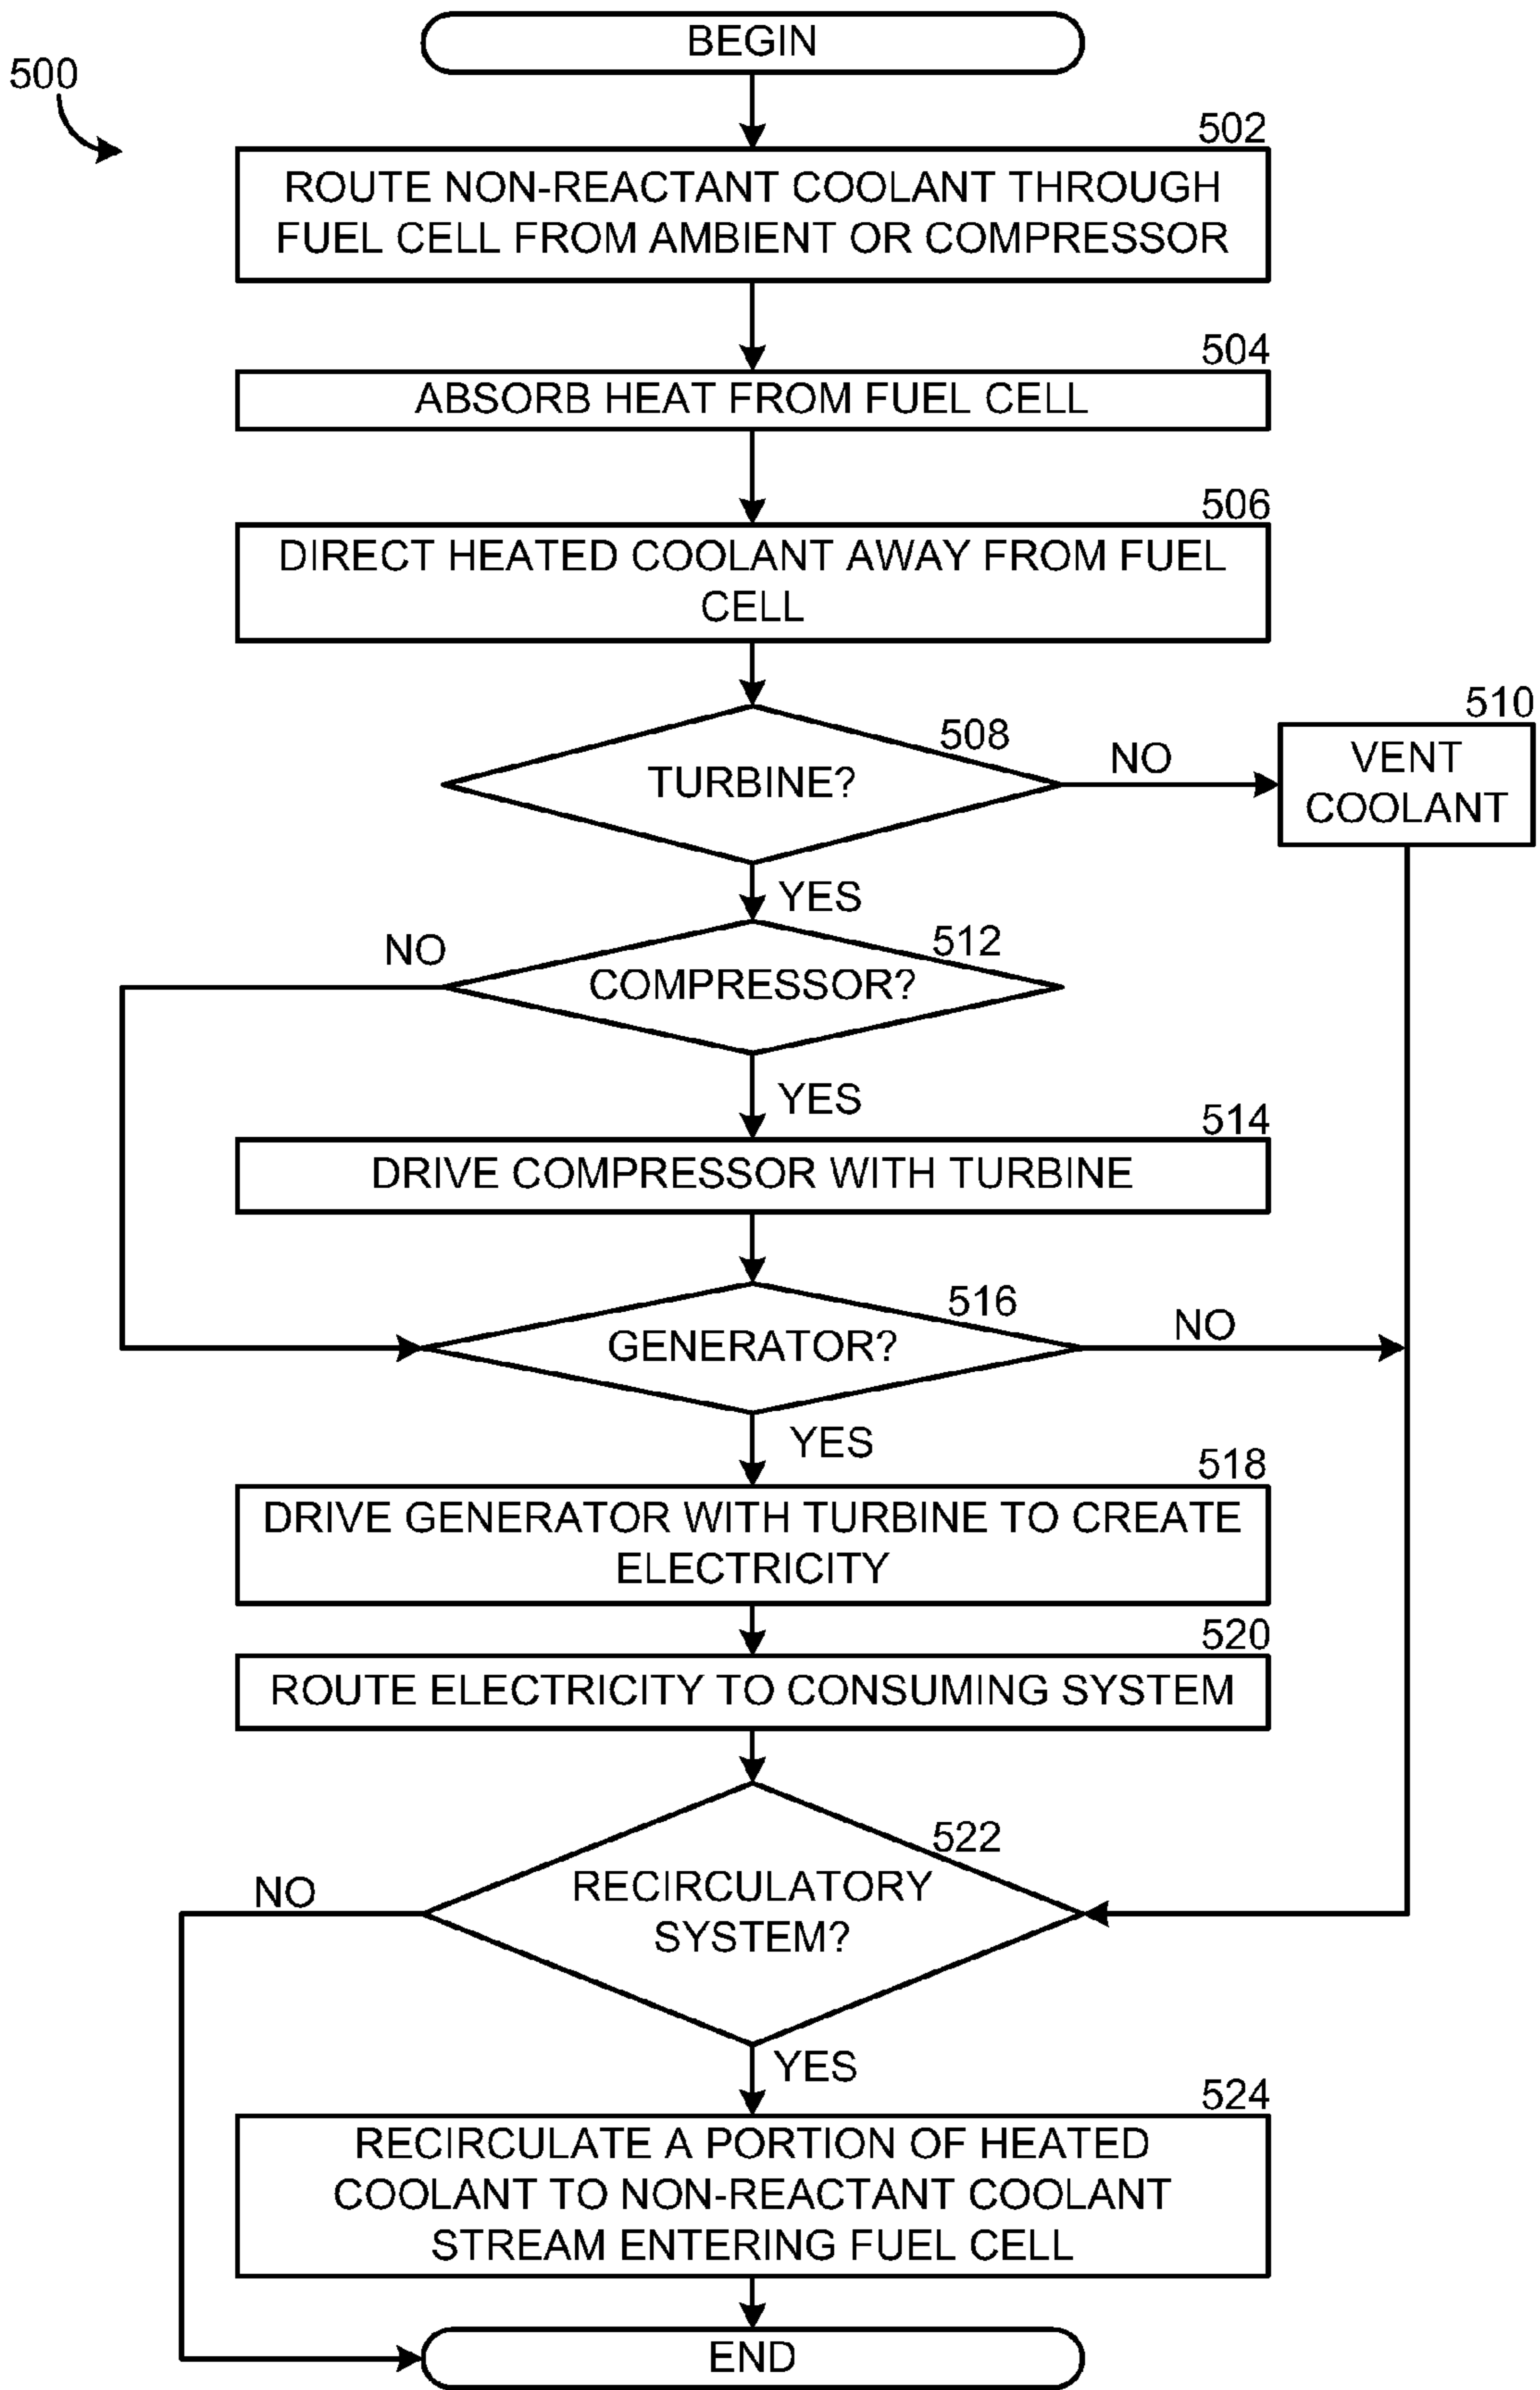 BEGIN
500
502
ROUTE NON-REACTANT COOLANT THROUGH
FUEL CELL FROM AMBIENT OR COMPRESSOR
504
ABSORB HEAT FROM FUEL CELL
506
DIRECT HEATED COOLANT AWAY FROM FUEL
CELL
508
TURBINE?
NO
510
VENT
COOLANT
YES
512
COMPRESSOR?
NO
YES
514
DRIVE COMPRESSOR WITH TURBINE
516
GENERATOR?
NO
YES
518
DRIVE GENERATOR WITH TURBINE TO CREATE
ELECTRICITY
520
ROUTE ELECTRICITY TO CONSUMING SYSTEM
522
RECIRCULATORY
SYSTEM?
NO
YES
524
RECIRCULATE A PORTION OF HEATED
COOLANT TO NON-REACTANT COOLANT
STREAM ENTERING FUEL CELL
END